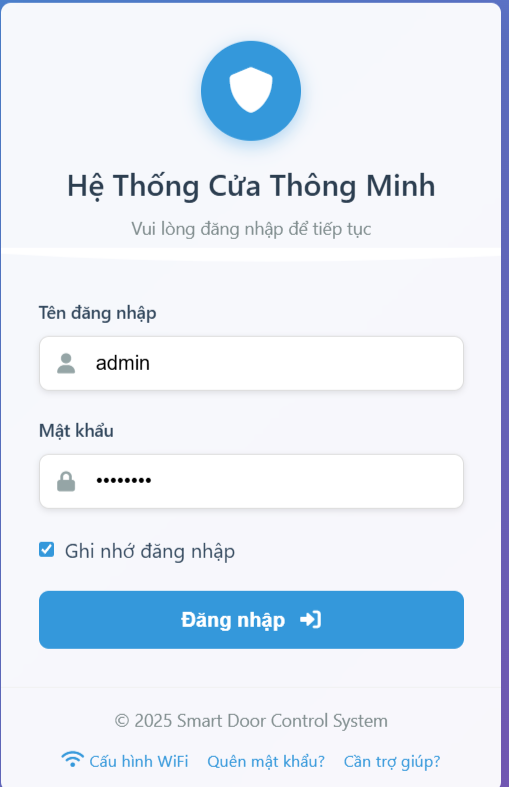 Hệ Thống Cửa Thông Minh
Vui lòng đăng nhập để tiếp tục
Tên đăng nhập
admin
Mật khẩu
••••••••
Ghi nhớ đăng nhập
Đăng nhập
© 2025 Smart Door Control System
Cấu hình WiFi Quên mật khẩu? Cần trợ giúp?